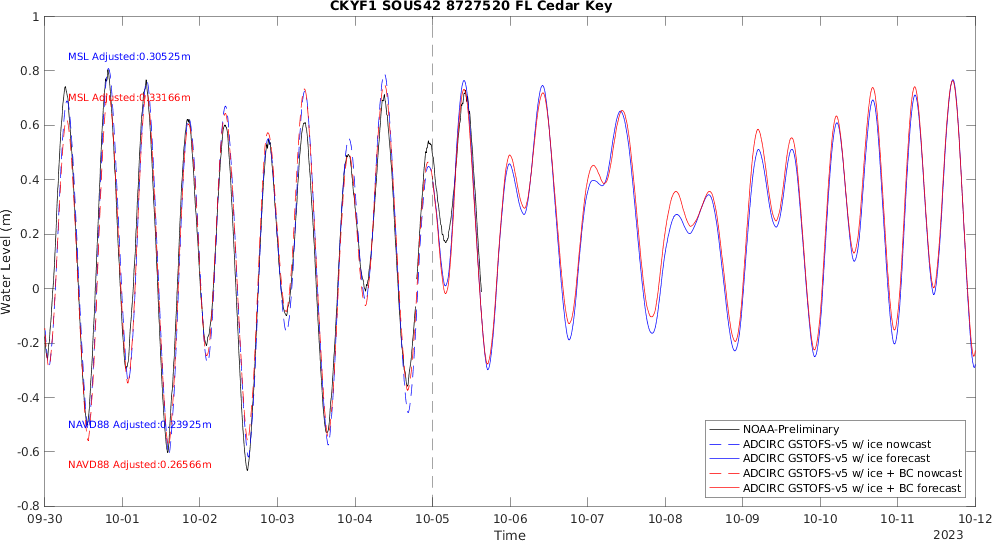 CKYF1 SOUS42 8727520 FL Cedar Key
1
0.8
0.6
0.4
0.2
0
-0.2
-0.4
-0.6
-0.8
Water Level (m)
MSL Adjusted:0.30525m
MSL Adjusted:0.33166m
NAVD88 Adjusted:0.23925m
NAVD88 Adjusted:0.26566m
NOAA-Preliminary
ADCIRC GSTOFS-v5 w/ ice nowcast
ADCIRC GSTOFS-v5 w/ ice forecast
ADCIRC GSTOFS-v5 w/ ice + BC nowcast
ADCIRC GSTOFS-v5 w/ ice + BC forecast
09-30 10-01 10-02 10-03 10-04 10-05 10-06 10-07 10-08 10-09 10-10 10-11 10-12
Time
2023